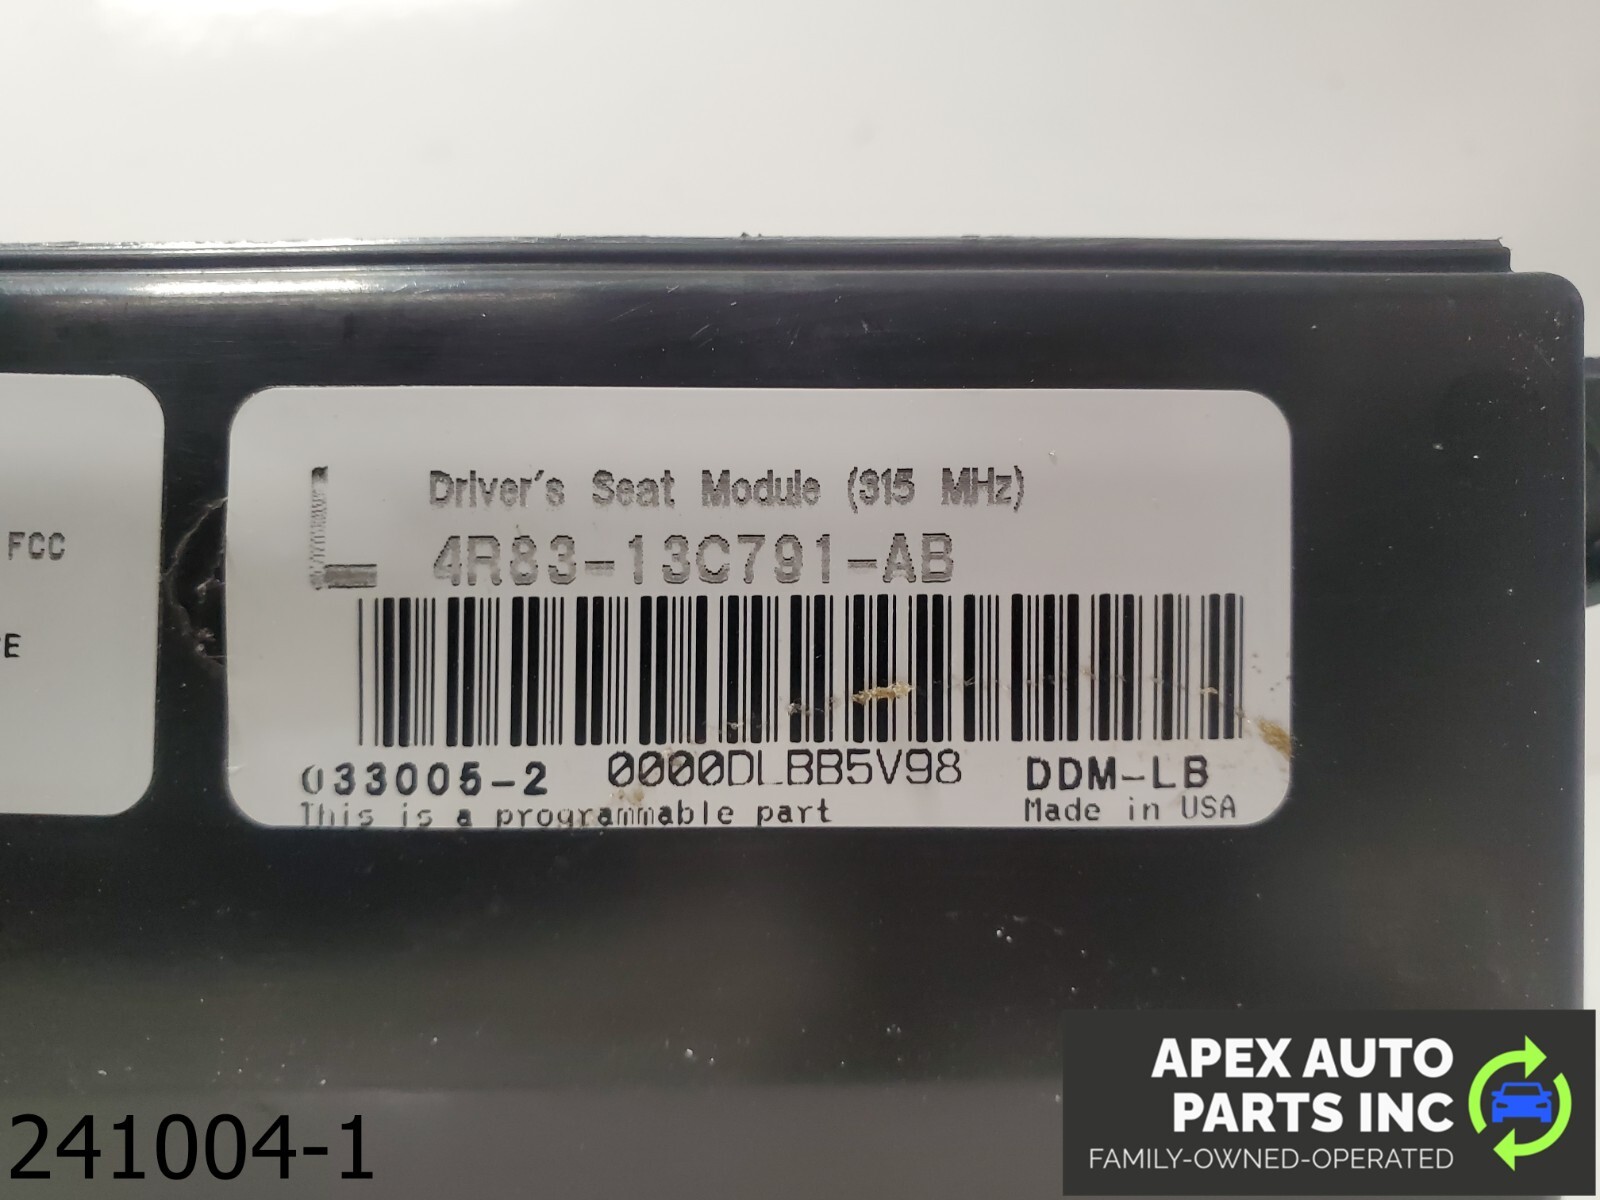 FCC
Driver's Seat Module (315 MHz)
4R83-13C791-AB
033005-2 0000DLBB5V98 DDM-LB
This is a programmable part Made in USA
241004-1
APEX AUTO
PARTS INC
FAMILY-OWNED-OPERATED